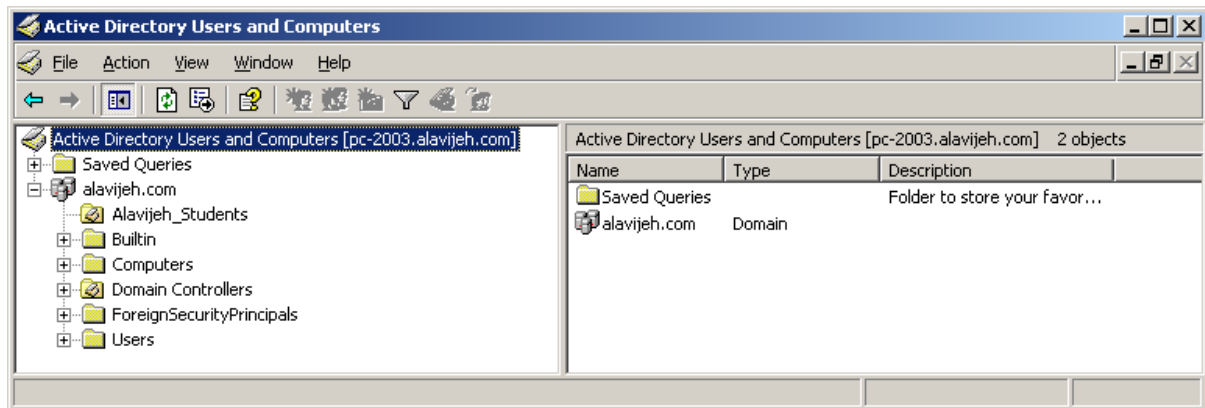 Active Directory Users and Computers
File Action View Window Help
Active Directory Users and Computers [pc-2003.alavijeh.com]
Saved Queries
alavijeh.com
Alavijeh_Students
Builtin
Computers
Domain Controllers
ForeignSecurityPrincipals
Users
Active Directory Users and Computers [pc-2003.alavijeh.com] 2 objects
Name Type Description
Saved Queries Folder to store your favor...
alavijeh.com Domain